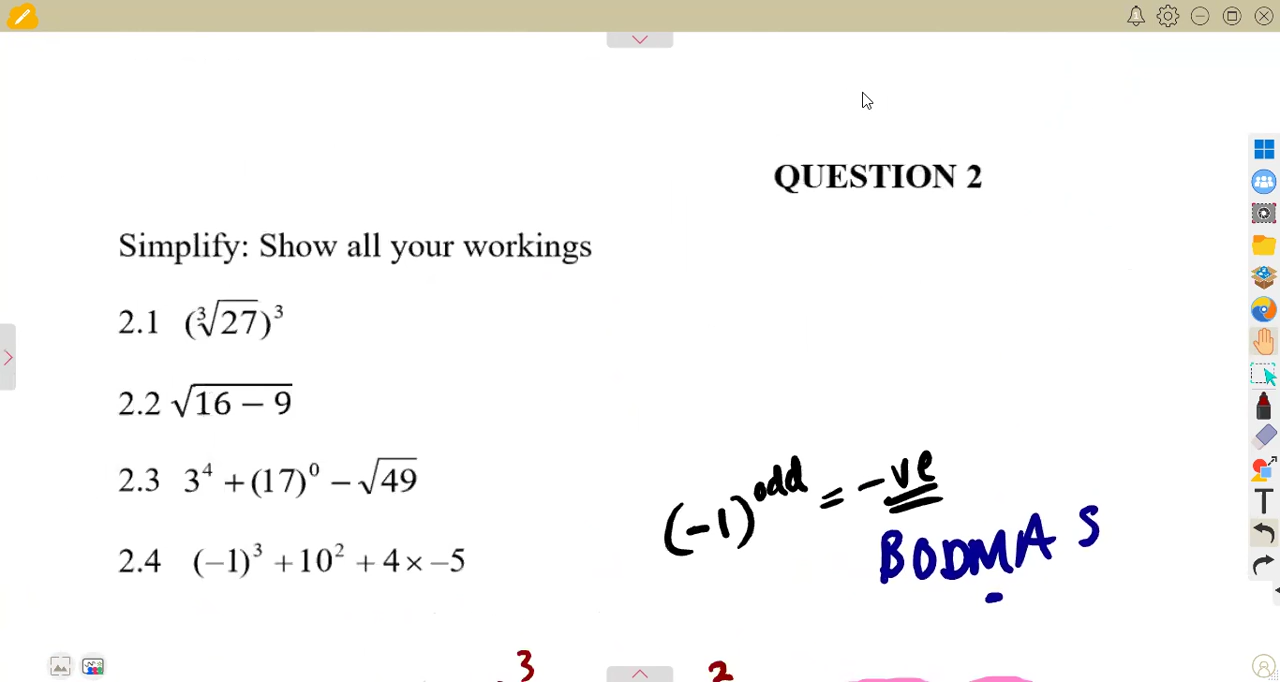 QUESTION 2
Simplify: Show all your workings
2.1 (∛27)³
2.2 √16 − 9
2.3 3⁴ + (17)⁰ − √49
2.4 (−1)³ + 10² + 4 × −5
(-1)ᵒᵈᵈ = -ve
BODMAS
3 2